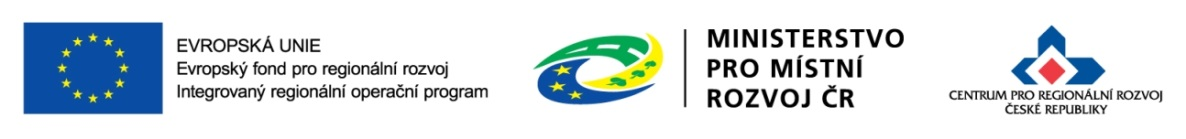 EVROPSKÁ UNIE
Evropský fond pro regionální rozvoj
Integrovaný regionální operační program
MINISTERSTVO
PRO MÍSTNÍ
ROZVOJ ČR
CENTRUM PRO REGIONÁLNÍ ROZVOJ
ČESKÉ REPUBLIKY